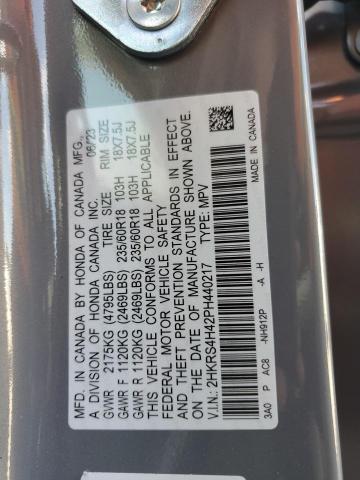 MFD. IN CANADA BY HONDA OF CANADA MFG.,
A DIVISION OF HONDA CANADA INC. 06/23
GVWR 2175KG (4795LBS) TIRE SIZE RIM SIZE
GAWR F 1120KG (2469LBS) 235/60R18 103H 18X7.5J
GAWR R 1120KG (2469LBS) 235/60R18 103H 18X7.5J
THIS VEHICLE CONFORMS TO ALL APPLICABLE
FEDERAL MOTOR VEHICLE SAFETY
AND THEFT PREVENTION STANDARDS IN EFFECT
ON THE DATE OF MANUFACTURE SHOWN ABOVE.
V.I.N.: 2HKRS4H42PH440217 TYPE: MPV
3A0 P AC8 -NH912P -A -H
MADE IN CANADA